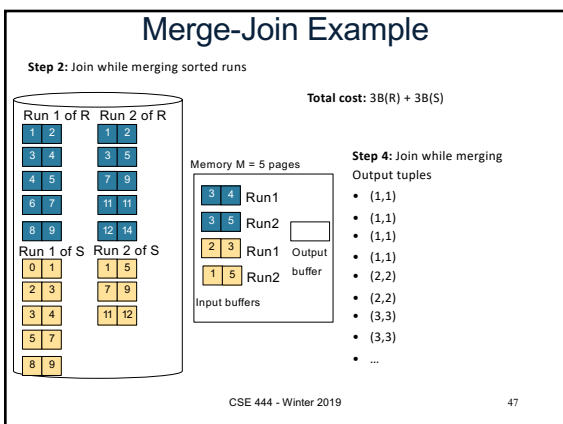 Merge-Join Example
Step 2: Join while merging sorted runs
Total cost: 3B(R) + 3B(S)
Run 1 of R Run 2 of R
1 2 1 2
3 4 3 5
4 5 7 9
6 7 11 11
8 9 12 14
Run 1 of S Run 2 of S
0 1 1 5
2 3 7 9
3 4 11 12
5 7
8 9
Memory M = 5 pages
3 4 Run1
3 5 Run2
2 3 Run1
1 5 Run2
Input buffers
Output
buffer
Step 4: Join while merging
Output tuples
• (1,1)
• (1,1)
• (1,1)
• (1,1)
• (2,2)
• (2,2)
• (3,3)
• (3,3)
• ...
CSE 444 - Winter 2019
47